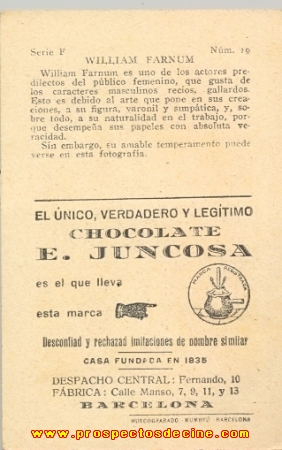 Serie F Núm. 19
WILLIAM FARNUM
William Farnum es uno de los actores pre-
dilectos del público femenino, que gusta de
los caracteres masculinos recios, gallardos.
Esto es debido al arte que pone en sus crea-
ciones, a su figura, varonil y simpática, y, so-
bre todo, a su naturalidad en el trabajo, por-
que desempeña sus papeles con absoluta ve-
racidad.
Sin embargo, su amable temperamento puede
verse en esta fotografía.
EL ÚNICO, VERDADERO Y LEGÍTIMO
CHOCOLATE
E. JUNCOSA
es el que lleva
esta marca
MARCA REGISTRADA
Desconfiad y rechazad imitaciones de nombre similar
CASA FUNDADA EN 1835
DESPACHO CENTRAL: Fernando, 10
FÁBRICA: Calle Manso, 7, 9, 11, y 13
BARCELONA
HUECOGRABADO MUMBRÚ BARCELONA
www.prospectosdecine.com